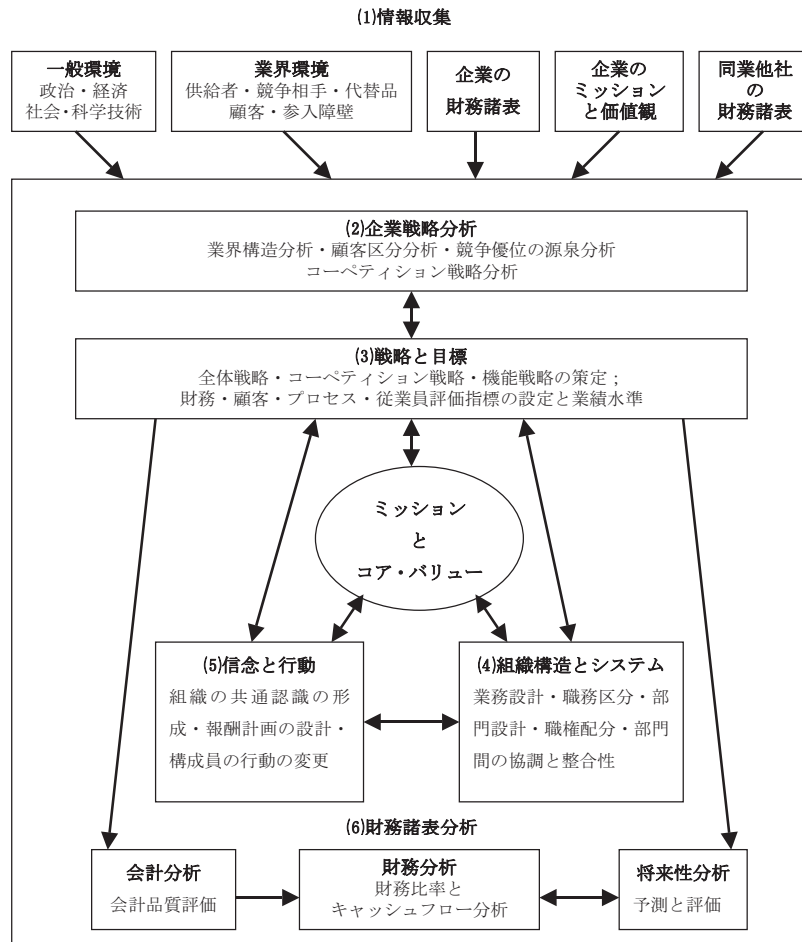 (1)情報収集
一般環境
政治・経済
社会・科学技術
業界環境
供給者・競争相手・代替品
顧客・参入障壁
企業の
財務諸表
企業の
ミッション
と価値観
同業他社
の
財務諸表
(2)企業戦略分析
業界構造分析・顧客区分分析・競争優位の源泉分析
コーペティション戦略分析
(3)戦略と目標
全体戦略・コーペティション戦略・機能戦略の策定；
財務・顧客・プロセス・従業員評価指標の設定と業績水準
ミッション
と
コア・バリュー
(5)信念と行動
組織の共通認識の形
成・報酬計画の設計・
構成員の行動の変更
(4)組織構造とシステム
業務設計・職務区分・部
門設計・職権配分・部門
間の協調と整合性
(6)財務諸表分析
会計分析
会計品質評価
財務分析
財務比率と
キャッシュフロー分析
将来性分析
予測と評価